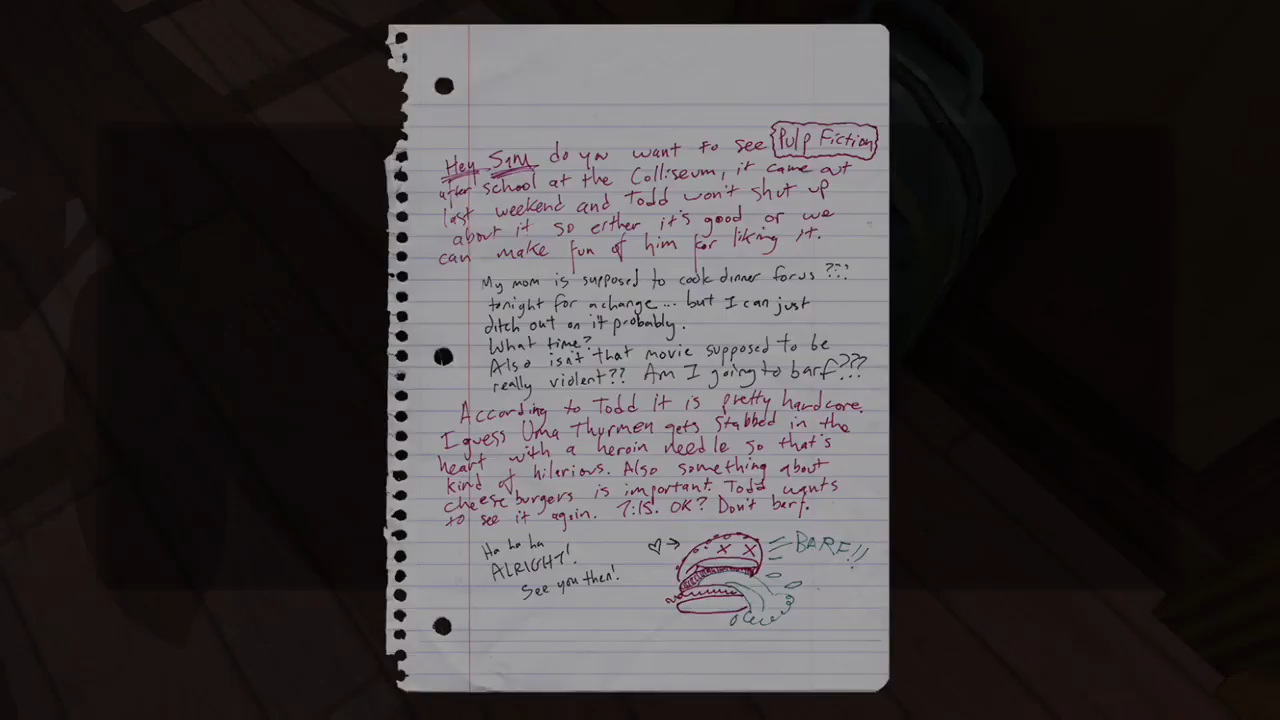 Hey Sam do you want to see Pulp Fiction
after school at the Colliseum, it came out
last weekend and Todd won't shut up
about it so either it's good or we
can make fun of him for liking it.
My mom is supposed to cook dinner for us ???
tonight for a change... but I can just
ditch out on it probably.
What time?
Also isn't that movie supposed to be
really violent?? Am I going to barf???
According to Todd it is pretty hardcore.
I guess Uma Thurmen gets stabbed in the
heart with a heroin needle so that's
kind of hilerious. Also something about
cheeseburgers is important. Todd wants
to see it again. 7:15. OK? Don't barf.
Ha ha ha
ALRIGHT!
See you then!
BARF!!